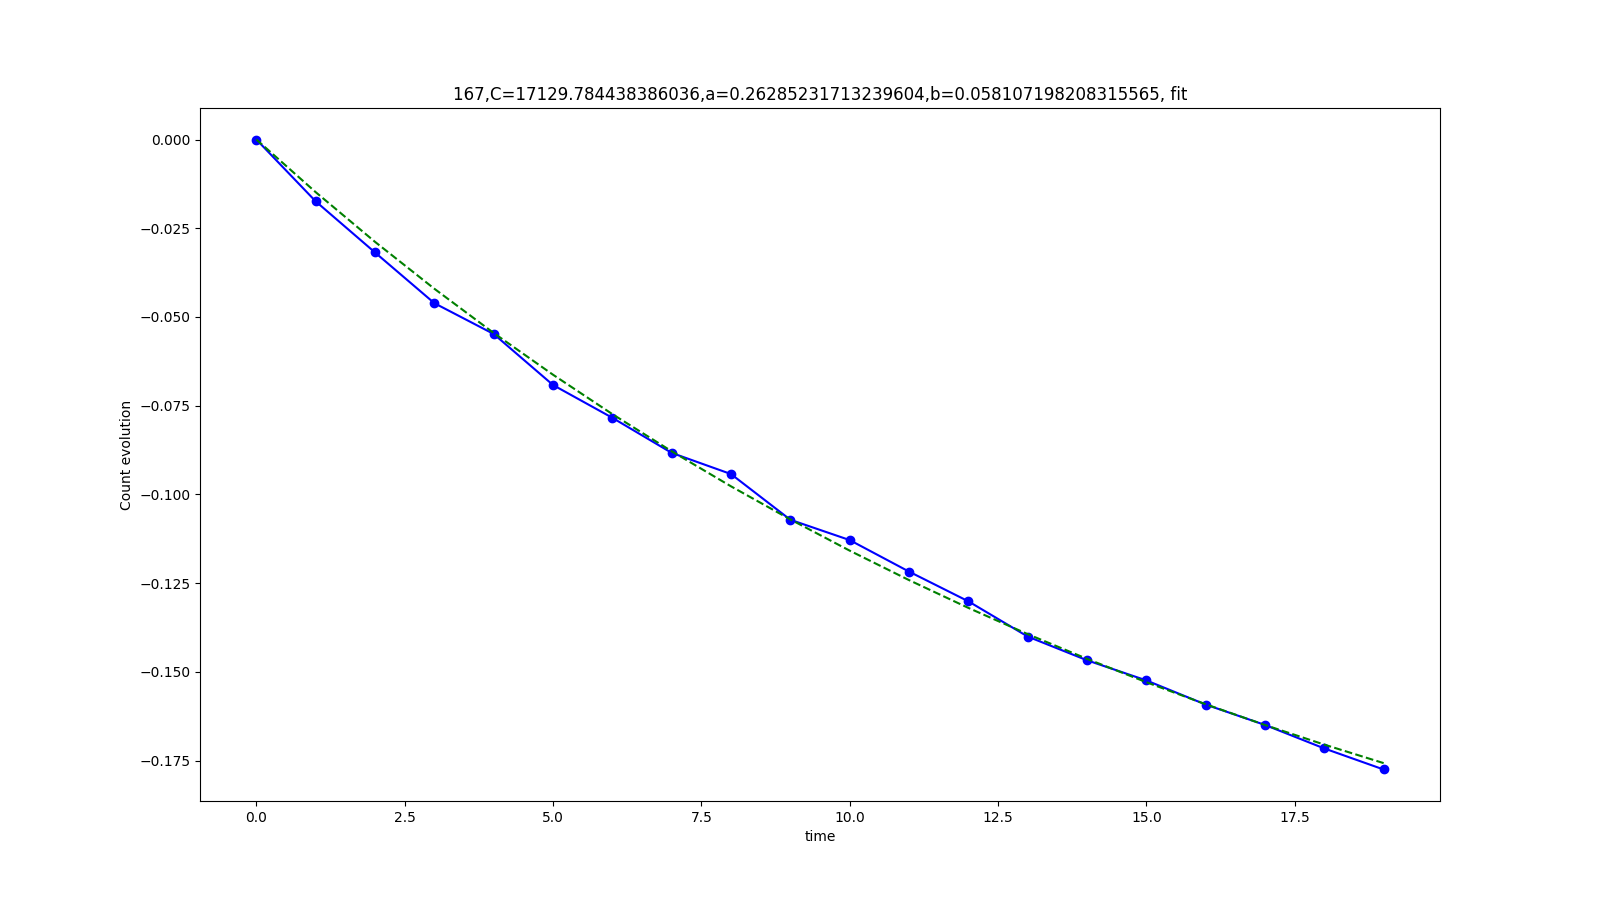 167,C=17129.784438386036,a=0.26285231713239604,b=0.058107198208315565, fit
0.000
−0.025
−0.050
−0.075
−0.100
−0.125
−0.150
−0.175
Count evolution
0.0 2.5 5.0 7.5 10.0 12.5 15.0 17.5
time